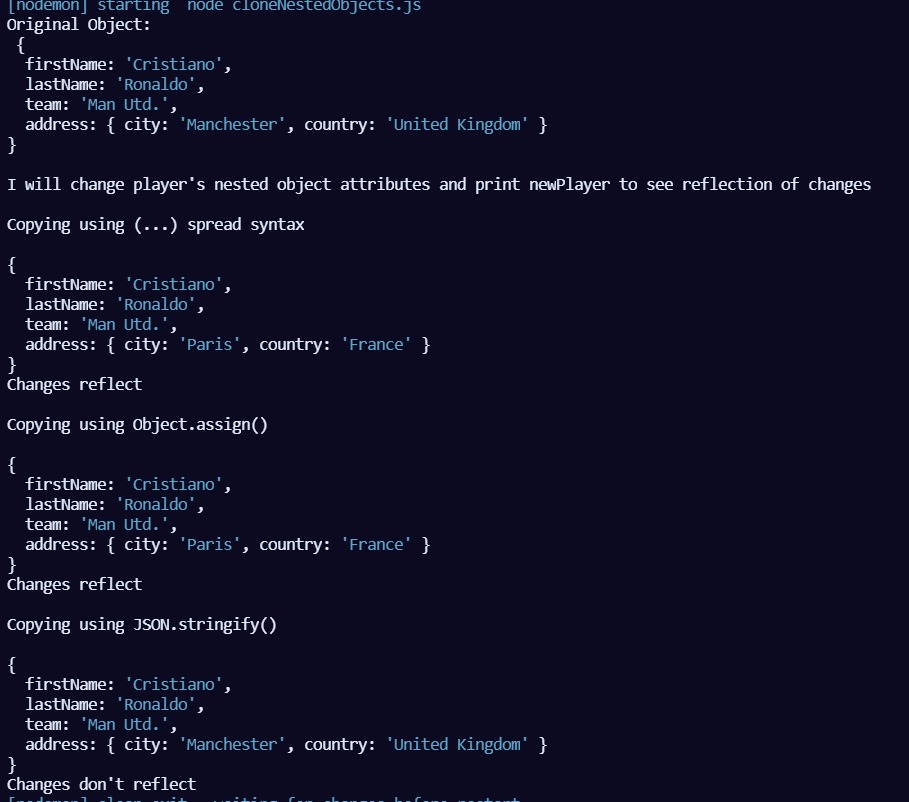 [nodemon] starting `node cloneNestedObjects.js`
Original Object:
 {
  firstName: 'Cristiano',
  lastName: 'Ronaldo',
  team: 'Man Utd.',
  address: { city: 'Manchester', country: 'United Kingdom' }
}
I will change player's nested object attributes and print newPlayer to see reflection of changes
Copying using (...) spread syntax
{
  firstName: 'Cristiano',
  lastName: 'Ronaldo',
  team: 'Man Utd.',
  address: { city: 'Paris', country: 'France' }
}
Changes reflect
Copying using Object.assign()
{
  firstName: 'Cristiano',
  lastName: 'Ronaldo',
  team: 'Man Utd.',
  address: { city: 'Paris', country: 'France' }
}
Changes reflect
Copying using JSON.stringify()
{
  firstName: 'Cristiano',
  lastName: 'Ronaldo',
  team: 'Man Utd.',
  address: { city: 'Manchester', country: 'United Kingdom' }
}
Changes don't reflect
[nodemon] clean exit - waiting for changes before restart